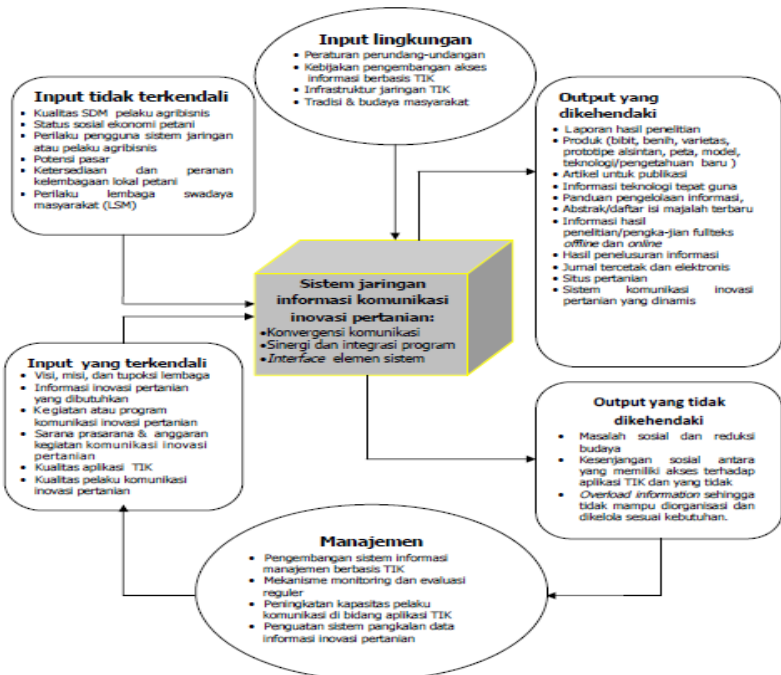 Input lingkungan
• Peraturan perundang-undangan
• Kebijakan pengembangan akses
informasi berbasis TIK
• Infrastruktur jaringan TIK
• Tradisi & budaya masyarakat
Input tidak terkendali
• Kualitas SDM pelaku agribisnis
• Status sosial ekonomi petani
• Perilaku pengguna sistem jaringan
atau pelaku agribisnis
• Potensi pasar
• Ketersediaan dan peranan
kelembagaan lokal petani
• Perilaku lembaga swadaya
masyarakat (LSM)
Output yang
dikehendaki
• Laporan hasil penelitian
• Produk (bibit, benih, varietas,
prototipe alsintan, peta, model,
teknologi/pengetahuan baru )
• Artikel untuk publikasi
• Informasi teknologi tepat guna
• Panduan pengelolaan informasi,
• Abstrak/daftar isi majalah terbaru
• Informasi hasil
penelitian/pengka-jian fullteks
offline dan online
• Hasil penelusuran informasi
• Jurnal tercetak dan elektronis
• Situs pertanian
• Sistem komunikasi inovasi
pertanian yang dinamis
Sistem jaringan
informasi komunikasi
inovasi pertanian:
•Konvergensi komunikasi
•Sinergi dan integrasi program
•Interface elemen sistem
Input yang terkendali
• Visi, misi, dan tupoksi lembaga
• Informasi inovasi pertanian
yang dibutuhkan
• Kegiatan atau program
komunikasi inovasi pertanian
• Sarana prasarana & anggaran
kegiatan komunikasi inovasi
pertanian
• Kualitas aplikasi TIK
• Kualitas pelaku komunikasi
inovasi pertanian
Output yang tidak
dikehendaki
• Masalah sosial dan reduksi
budaya
• Kesenjangan sosial antara
yang memiliki akses terhadap
aplikasi TIK dan yang tidak
• Overload information sehingga
tidak mampu diorganisasi dan
dikelola sesuai kebutuhan.
Manajemen
• Pengembangan sistem informasi
manajemen berbasis TIK
• Mekanisme monitoring dan evaluasi
reguler
• Peningkatan kapasitas pelaku
komunikasi di bidang aplikasi TIK
• Penguatan sistem pangkalan data
informasi inovasi pertanian